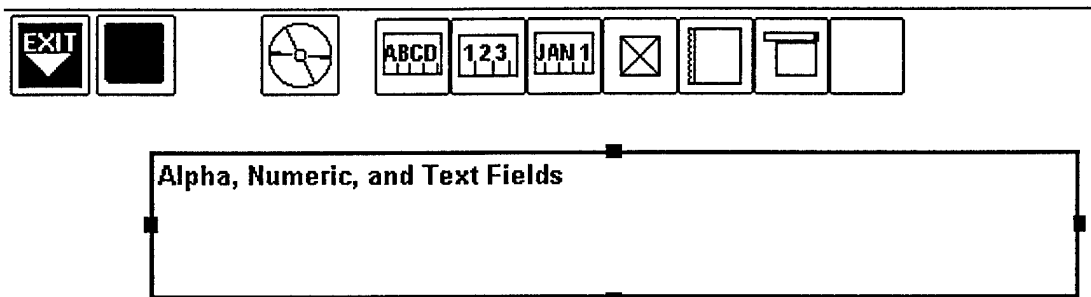 EXIT
ABCD
123
JAN 1
Alpha, Numeric, and Text Fields